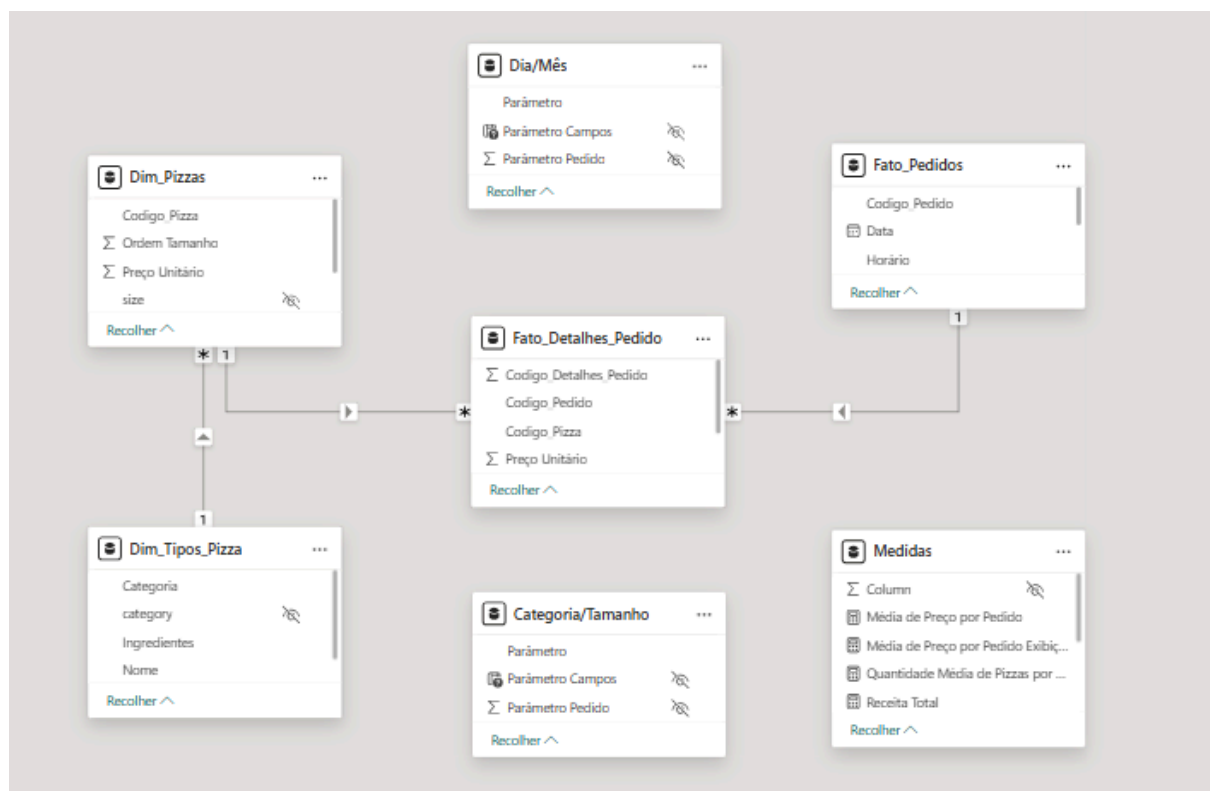 Dia/Mês
Parâmetro
Parâmetro Campos
Parâmetro Pedido
Recolher
Dim_Pizzas
Codigo_Pizza
Ordem Tamanho
Preço Unitário
size
Recolher
* 1
Fato_Pedidos
Codigo_Pedido
Data
Horário
Recolher
1
Fato_Detalhes_Pedido
Codigo_Detalhes_Pedido
Codigo_Pedido
Codigo_Pizza
Preço Unitário
Recolher
*
*
1
Dim_Tipos_Pizza
Categoria
category
Ingredientes
Nome
Recolher
Categoria/Tamanho
Parâmetro
Parâmetro Campos
Parâmetro Pedido
Recolher
Medidas
Column
Média de Preço por Pedido
Média de Preço por Pedido Exibiç...
Quantidade Média de Pizzas por ...
Receita Total
Recolher